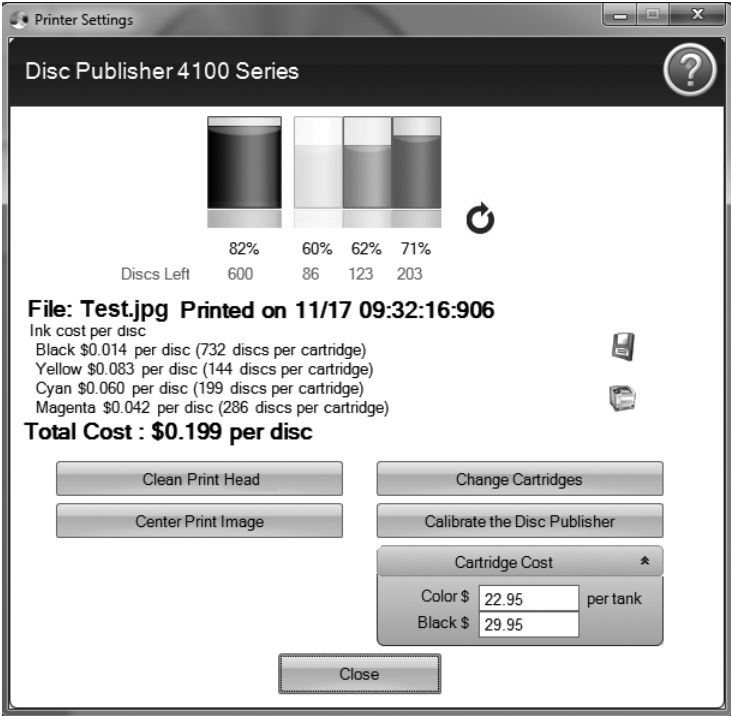 Printer Settings
Disc Publisher 4100 Series
?
82% 60% 62% 71%
Discs Left 600 86 123 203
File: Test.jpg Printed on 11/17 09:32:16:906
Ink cost per disc
Black $0.014 per disc (732 discs per cartridge)
Yellow $0.083 per disc (144 discs per cartridge)
Cyan $0.060 per disc (199 discs per cartridge)
Magenta $0.042 per disc (286 discs per cartridge)
Total Cost : $0.199 per disc
Clean Print Head Change Cartridges
Center Print Image Calibrate the Disc Publisher
Cartridge Cost
Color $ 22.95 per tank
Black $ 29.95
Close